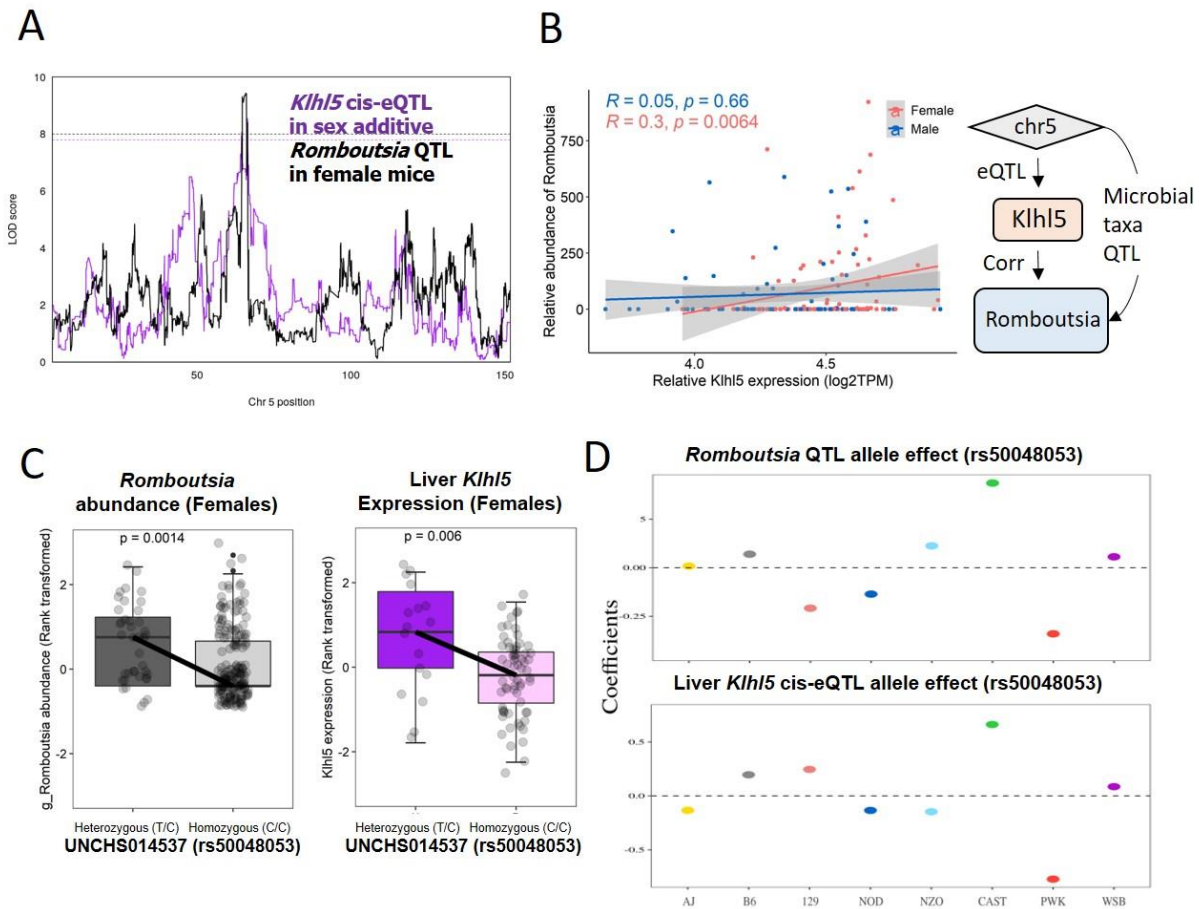 A
Klhl5 cis-eQTL
in sex additive
Romboutsia QTL
in female mice
LOD score
10
8
6
4
2
0
50
100
150
Chr 5 position
B
R = 0.05, p = 0.66
R = 0.3, p = 0.0064
a Female
a Male
Relative abundance of Romboutsia
750
500
250
0
4.0
4.5
Relative Klhl5 expression (log2TPM)
chr5
eQTL
Klhl5
Corr
Romboutsia
Microbial
taxa
QTL
C
Romboutsia
abundance (Females)
p = 0.0014
g_Romboutsia abundance (Rank transformed)
2
0
-2
Heterozygous (T/C) Homozygous (C/C)
UNCHS014537 (rs50048053)
Liver Klhl5
Expression (Females)
p = 0.006
Klhl5 expression (Rank transformed)
2
0
-2
Heterozygous (T/C) Homozygous (C/C)
UNCHS014537 (rs50048053)
D
Romboutsia QTL allele effect (rs50048053)
5
0.00
-0.25
Coefficients
Liver Klhl5 cis-eQTL allele effect (rs50048053)
0.5
0.0
-0.5
AJ B6 129 NOD NZO CAST PWK WSB